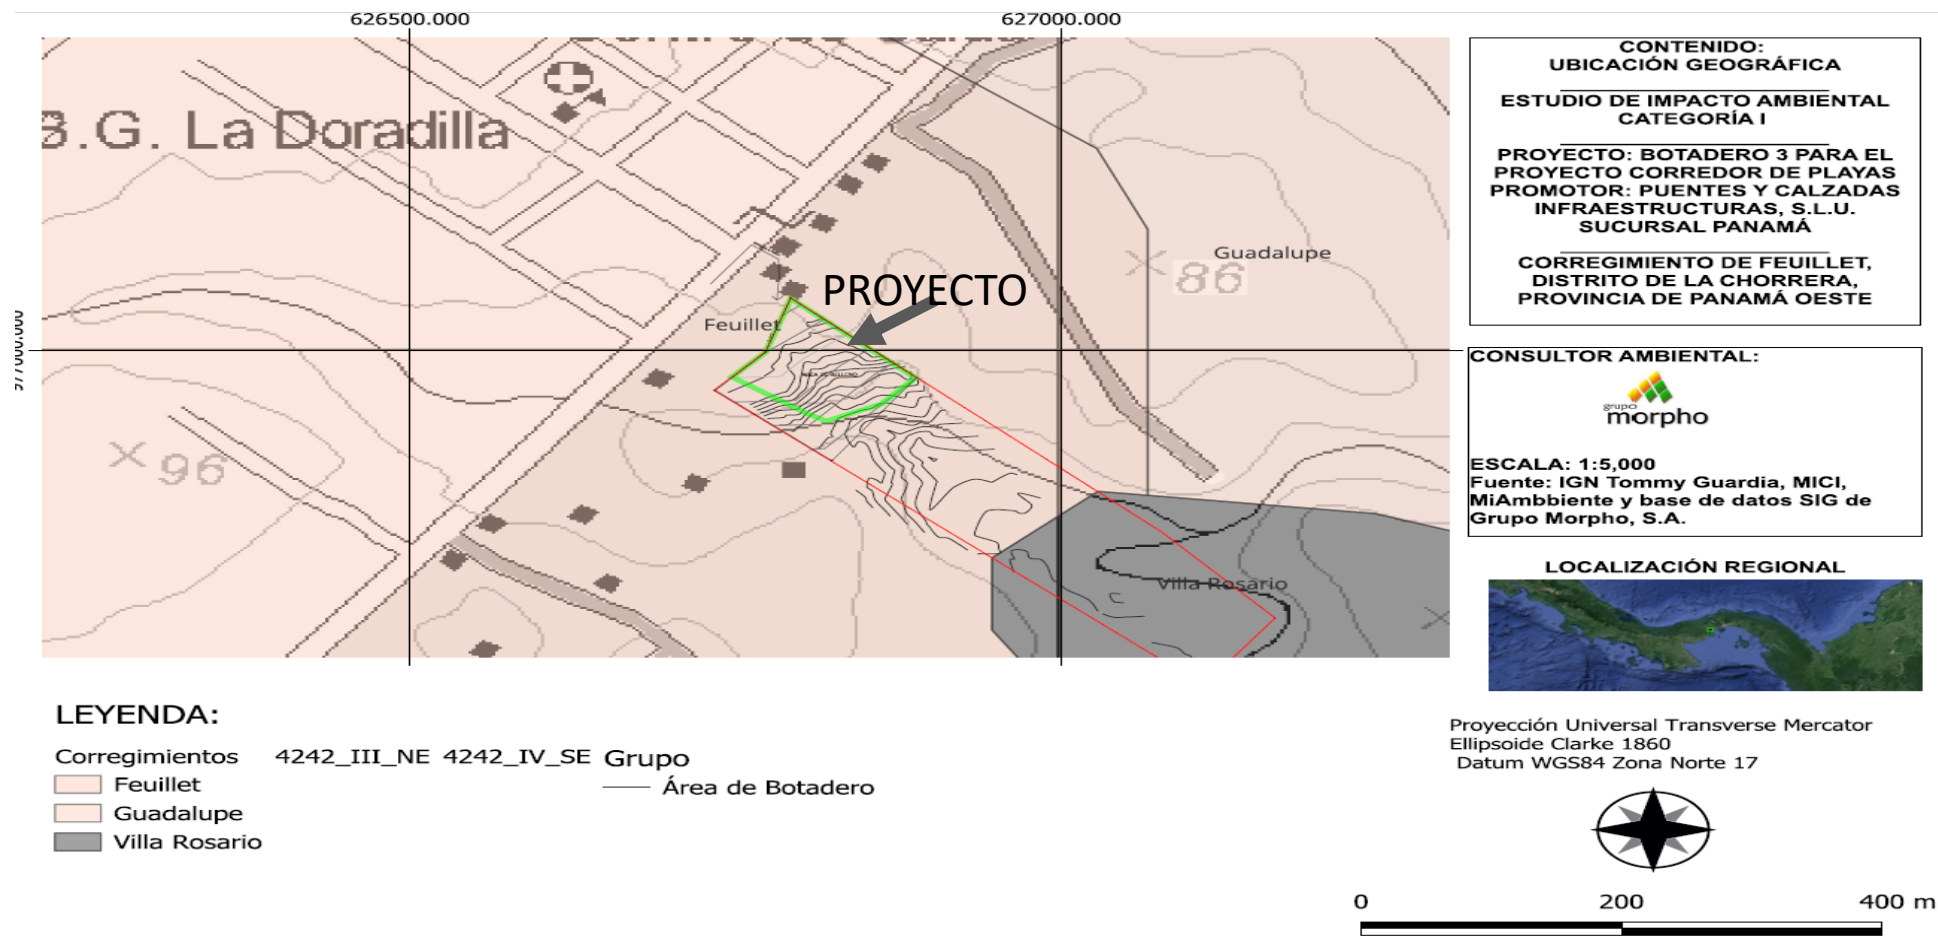 626500.000
627000.000
B.G. La Doradilla
PROYECTO
Guadalupe
86
Feuillet
977000.000
96
Villa Rosario
CONTENIDO:
UBICACIÓN GEOGRÁFICA
ESTUDIO DE IMPACTO AMBIENTAL
CATEGORÍA I
PROYECTO: BOTADERO 3 PARA EL
PROYECTO CORREDOR DE PLAYAS
PROMOTOR: PUENTES Y CALZADAS
INFRAESTRUCTURAS, S.L.U.
SUCURSAL PANAMÁ
CORREGIMIENTO DE FEUILLET,
DISTRITO DE LA CHORRERA,
PROVINCIA DE PANAMÁ OESTE
CONSULTOR AMBIENTAL:
grupo
morpho
ESCALA: 1:5,000
Fuente: IGN Tommy Guardia, MICI,
MiAmbbiente y base de datos SIG de
Grupo Morpho, S.A.
LOCALIZACIÓN REGIONAL
LEYENDA:
Corregimientos 4242_III_NE 4242_IV_SE Grupo
Feuillet
Área de Botadero
Guadalupe
Villa Rosario
Proyección Universal Transverse Mercator
Ellipsoide Clarke 1860
Datum WGS84 Zona Norte 17
0 200 400 m